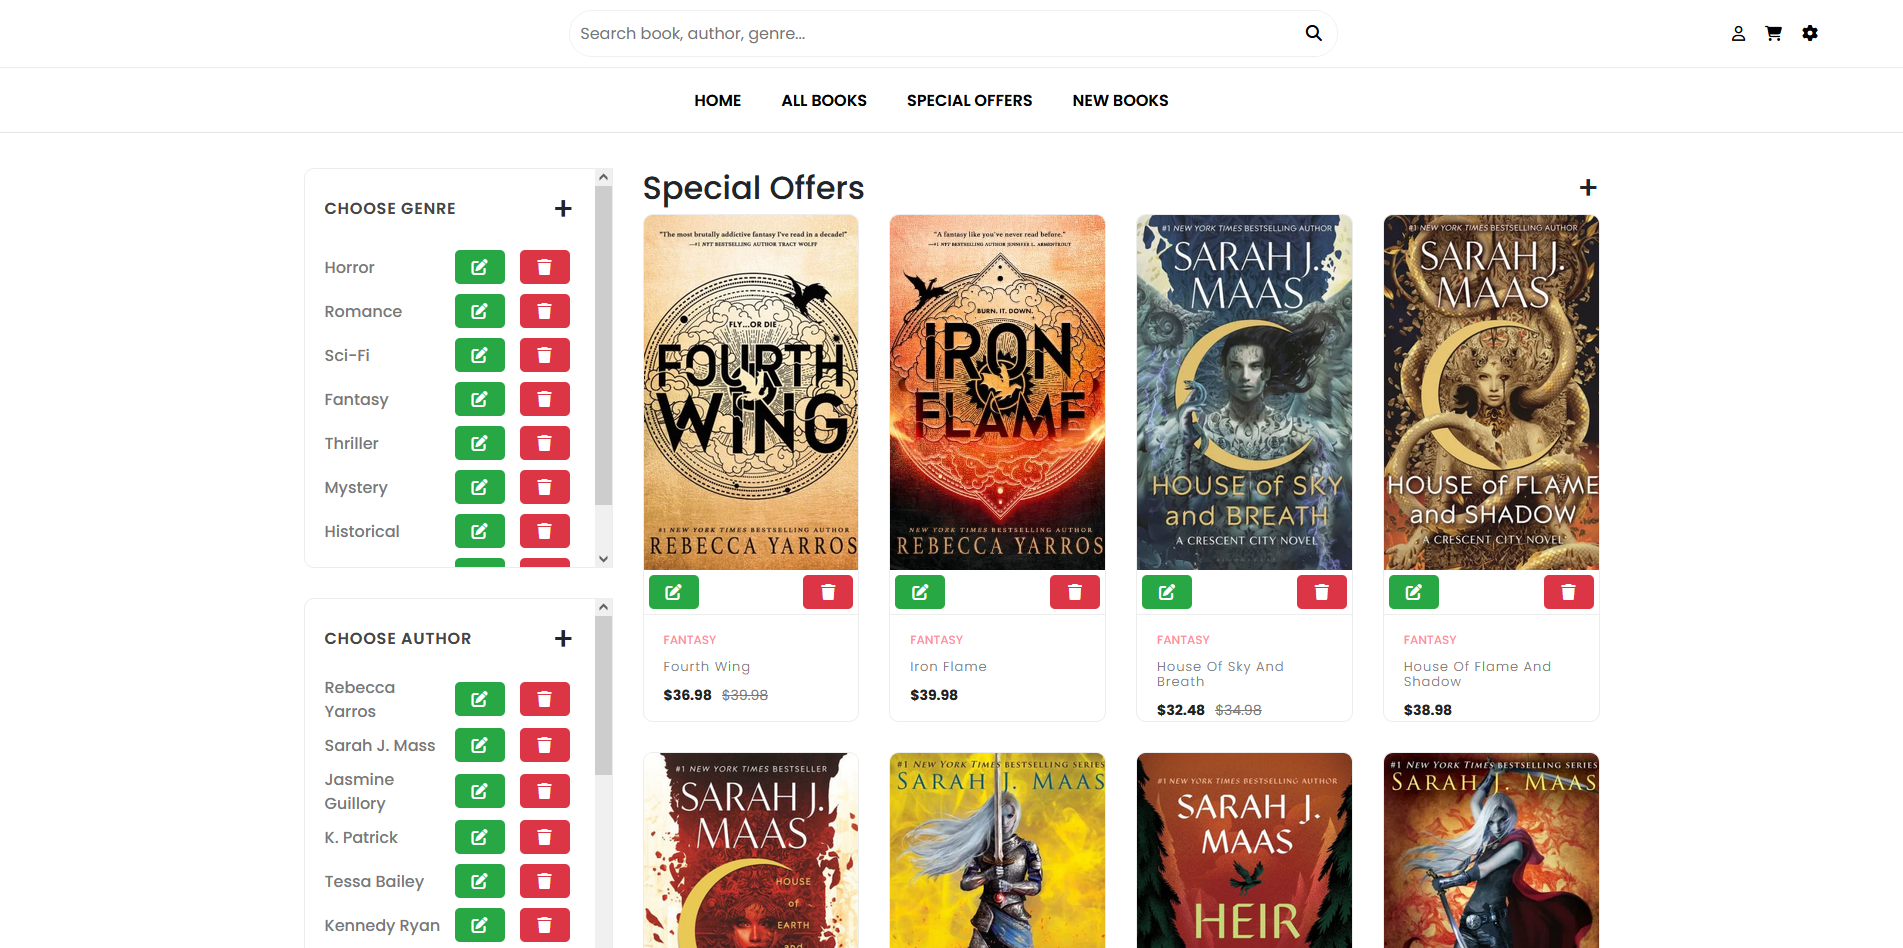 Search book, author, genre...
HOME ALL BOOKS SPECIAL OFFERS NEW BOOKS
CHOOSE GENRE
Horror
Romance
Sci-Fi
Fantasy
Thriller
Mystery
Historical
CHOOSE AUTHOR
Rebecca
Yarros
Sarah J. Mass
Jasmine
Guillory
K. Patrick
Tessa Bailey
Kennedy Ryan
Special Offers
"The most brutally addictive fantasy I've read in a decade!"
—#1 NYT BESTSELLING AUTHOR TRACY WOLFF
FLY...OR DIE
FOURTH
WING
#1 NEW YORK TIMES BESTSELLING AUTHOR
REBECCA YARROS
FANTASY
Fourth Wing
$36.98 $39.98
"A fantasy like you've never read before."
—#1 NYT BESTSELLING AUTHOR JENNIFER L. ARMENTROUT
BURN. IT. DOWN.
IRON
FLAME
NEW YORK TIMES BESTSELLING AUTHOR
REBECCA YARROS
FANTASY
Iron Flame
$39.98
#1 NEW YORK TIMES BESTSELLING AUTHOR
SARAH J.
MAAS
HOUSE of SKY
and BREATH
A CRESCENT CITY NOVEL
FANTASY
House Of Sky And
Breath
$32.48 $34.98
#1 NEW YORK TIMES BESTSELLING AUTHOR
SARAH J.
MAAS
HOUSE of FLAME
and SHADOW
A CRESCENT CITY NOVEL
FANTASY
House Of Flame And
Shadow
$38.98
#1 NEW YORK TIMES BESTSELLER
SARAH J.
MAAS
HOUSE
of
EARTH
and
#1 NEW YORK TIMES BESTSELLING SERIES
SARAH J. MAAS
#1 NEW YORK TIMES BESTSELLING AUTHOR
SARAH J.
MAAS
HEIR
#1 NEW YORK TIMES BESTSELLING SERIES
SARAH J. MAAS